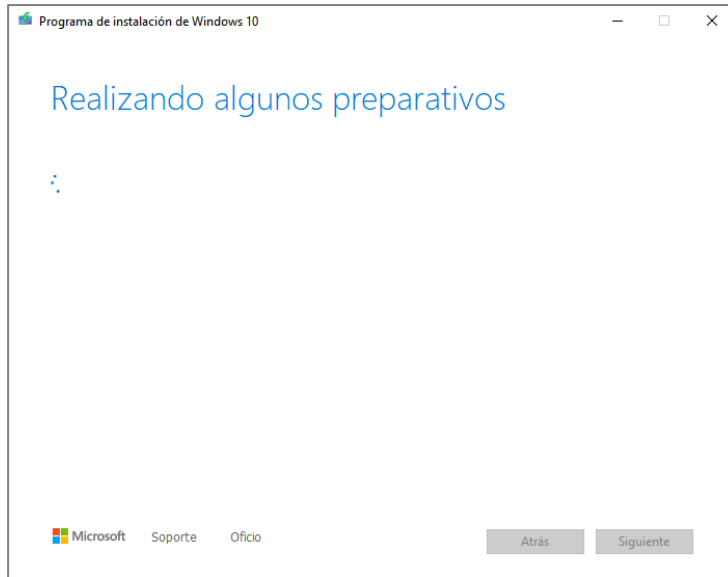 Programa de instalación de Windows 10
Realizando algunos preparativos
Microsoft Soporte Oficio Atrás Siguiente